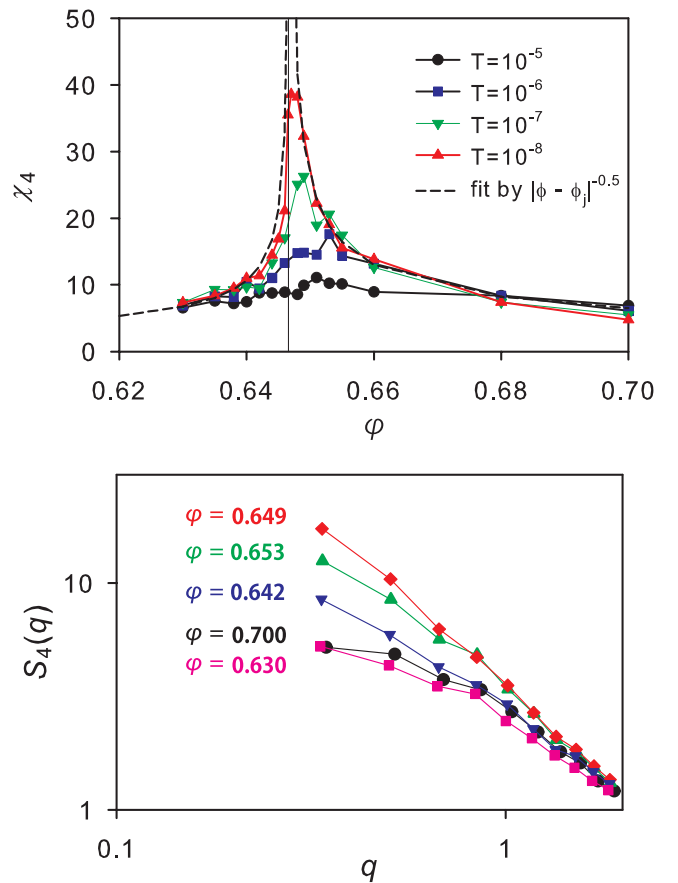 50
40
30
20
10
0
χ4
T=10^-5
T=10^-6
T=10^-7
T=10^-8
fit by |ϕ - ϕj|^-0.5
0.62 0.64 0.66 0.68 0.70
φ
φ = 0.649
φ = 0.653
φ = 0.642
φ = 0.700
φ = 0.630
10
1
S4(q)
0.1 1
q